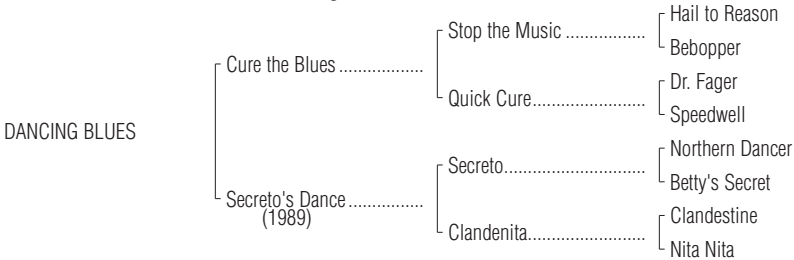 Hail to Reason
Stop the Music ................
Bebopper
Cure the Blues .................
Dr. Fager
Quick Cure.......................
Speedwell
DANCING BLUES
Northern Dancer
Secreto............................
Betty's Secret
Secreto's Dance ...............
(1989)
Clandestine
Clandenita........................
Nita Nita